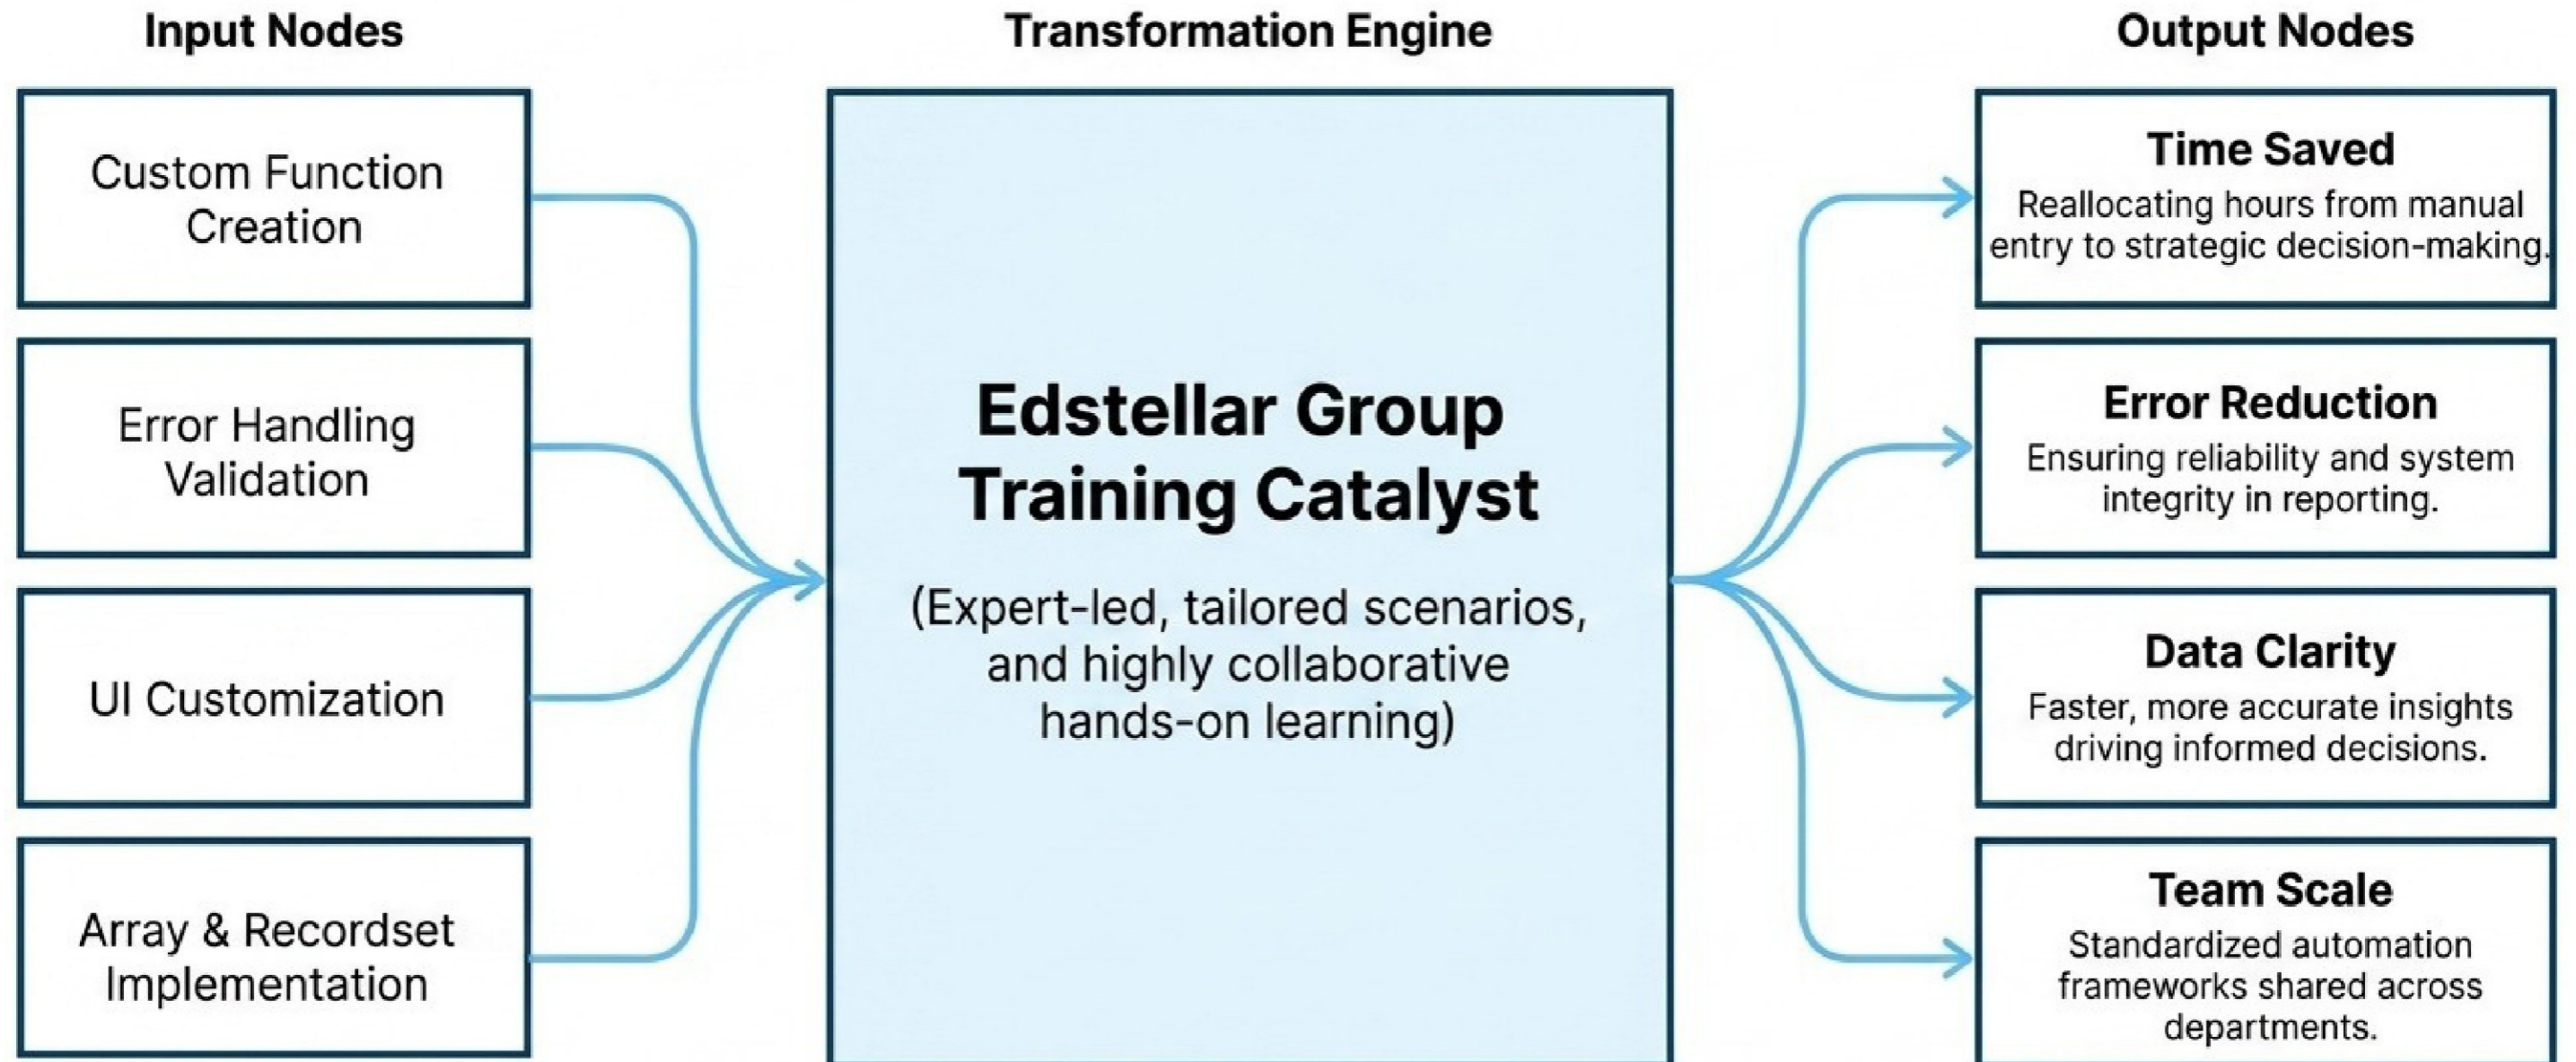 Input Nodes
Transformation Engine
Output Nodes
Custom Function
Creation
Error Handling
Validation
UI Customization
Array & Recordset
Implementation
Edstellar Group
Training Catalyst
(Expert-led, tailored scenarios,
and highly collaborative
hands-on learning)
Time Saved
Reallocating hours from manual
entry to strategic decision-making.
Error Reduction
Ensuring reliability and system
integrity in reporting.
Data Clarity
Faster, more accurate insights
driving informed decisions.
Team Scale
Standardized automation
frameworks shared across
departments.